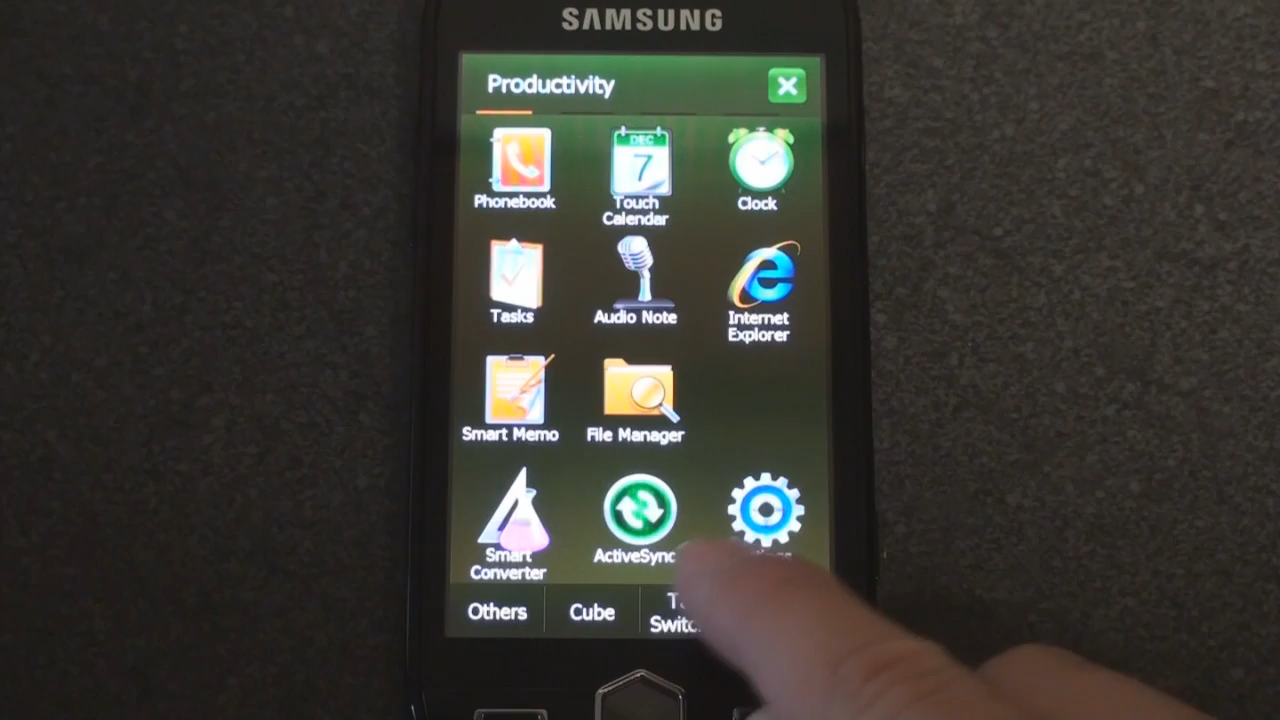 SAMSUNG
Productivity
DEC
7
Phonebook
Touch
Calendar
Clock
Tasks
Audio Note
Internet
Explorer
Smart Memo
File Manager
Smart
Converter
ActiveSync
Others
Cube